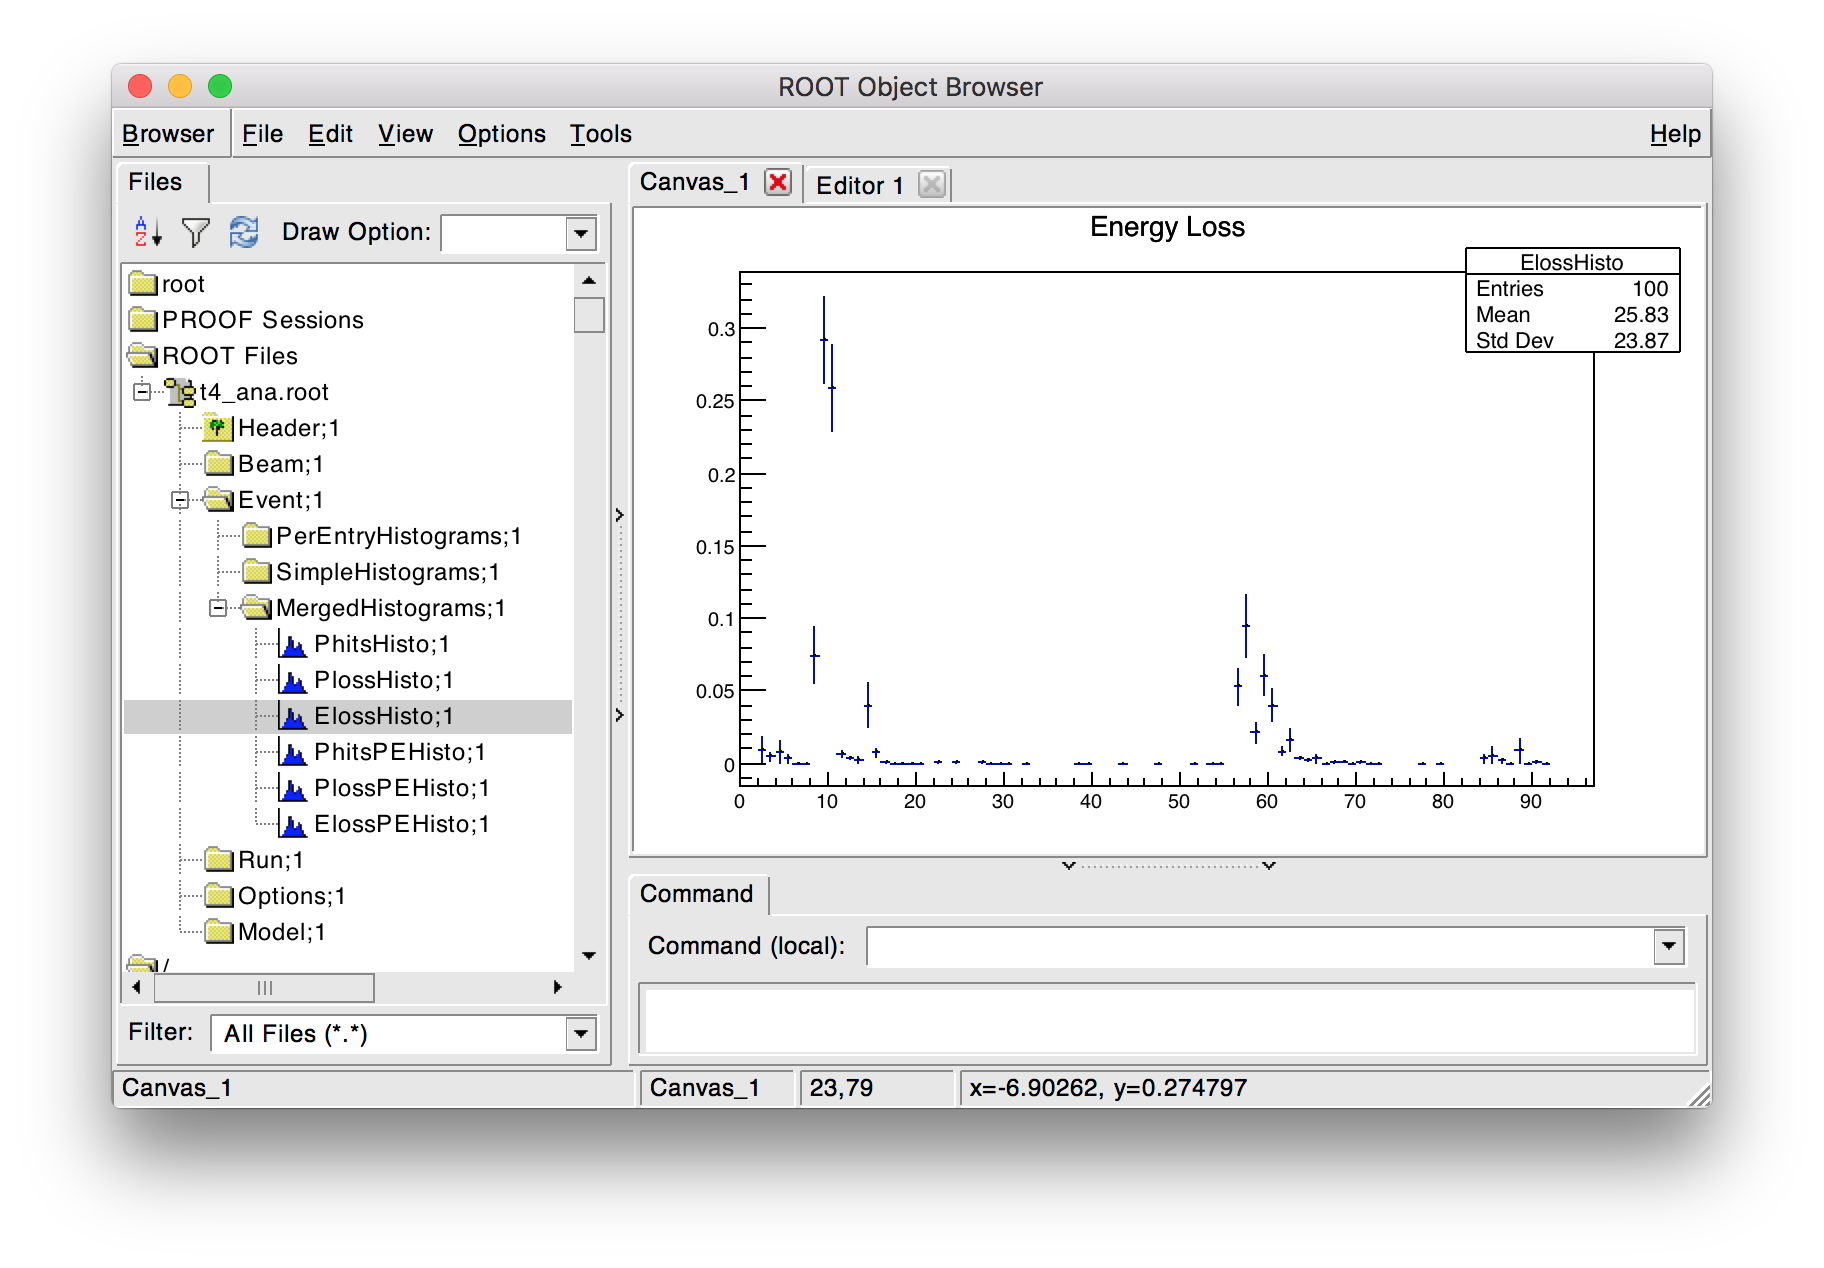 ROOT Object Browser
Browser File Edit View Options Tools Help
Files
Draw Option:
root
PROOF Sessions
ROOT Files
t4_ana.root
Header;1
Beam;1
Event;1
PerEntryHistograms;1
SimpleHistograms;1
MergedHistograms;1
PhitsHisto;1
PlossHisto;1
ElossHisto;1
PhitsPEHisto;1
PlossPEHisto;1
ElossPEHisto;1
Run;1
Options;1
Model;1
/
Filter: All Files (*.*)
Canvas_1 Editor 1
Energy Loss
ElossHisto
Entries 100
Mean 25.83
Std Dev 23.87
0.3
0.25
0.2
0.15
0.1
0.05
0
0 10 20 30 40 50 60 70 80 90
Command
Command (local):
Canvas_1 Canvas_1 23,79 x=-6.90262, y=0.274797